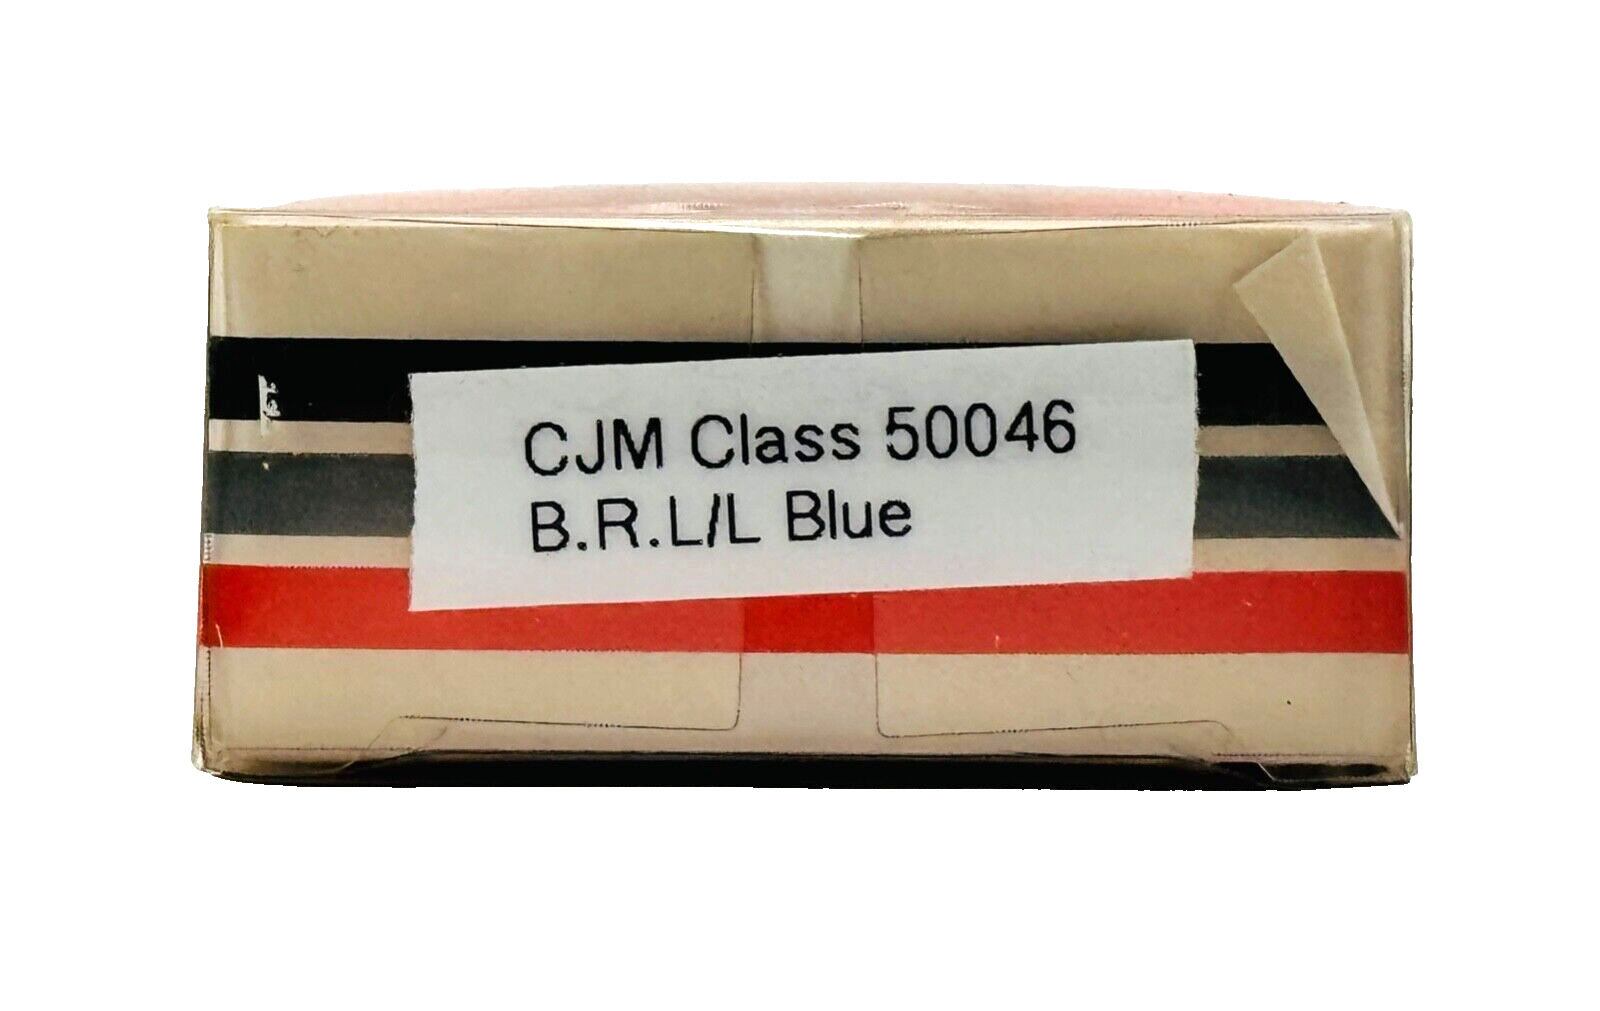 CJM Class 50046
B.R.L/L Blue